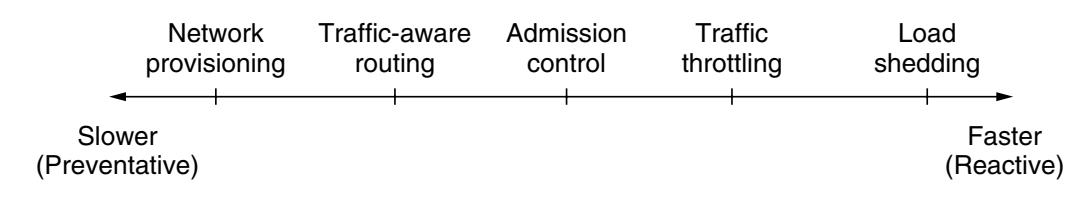 Network Traffic-aware Admission Traffic Load
provisioning routing control throttling shedding
Slower Faster
(Preventative) (Reactive)